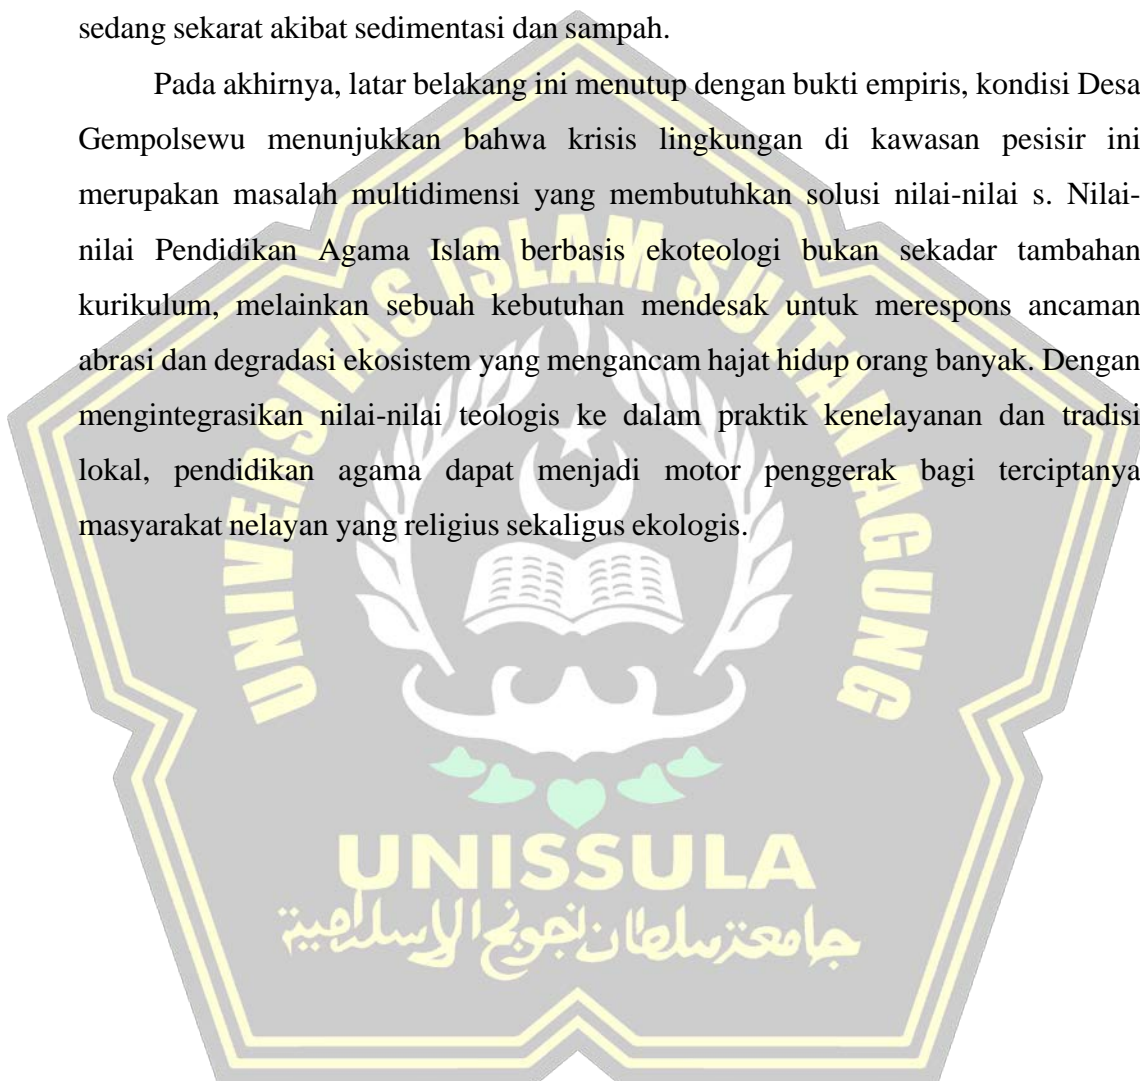 sedang sekarat akibat sedimentasi dan sampah.
Pada akhirnya, latar belakang ini menutup dengan bukti empiris, kondisi Desa
Gempolsewu menunjukkan bahwa krisis lingkungan di kawasan pesisir ini
merupakan masalah multidimensi yang membutuhkan solusi nilai-nilai s. Nilai-
nilai Pendidikan Agama Islam berbasis ekoteologi bukan sekadar tambahan
kurikulum, melainkan sebuah kebutuhan mendesak untuk merespons ancaman
abrasi dan degradasi ekosistem yang mengancam hajat hidup orang banyak. Dengan
mengintegrasikan nilai-nilai teologis ke dalam praktik kenelayanan dan tradisi
lokal, pendidikan agama dapat menjadi motor penggerak bagi terciptanya
masyarakat nelayan yang religius sekaligus ekologis.
UNIVERSITAS ISLAM SULTAN AGUNG
UNISSULA
جامعة سلطان أجونج الإسلامية